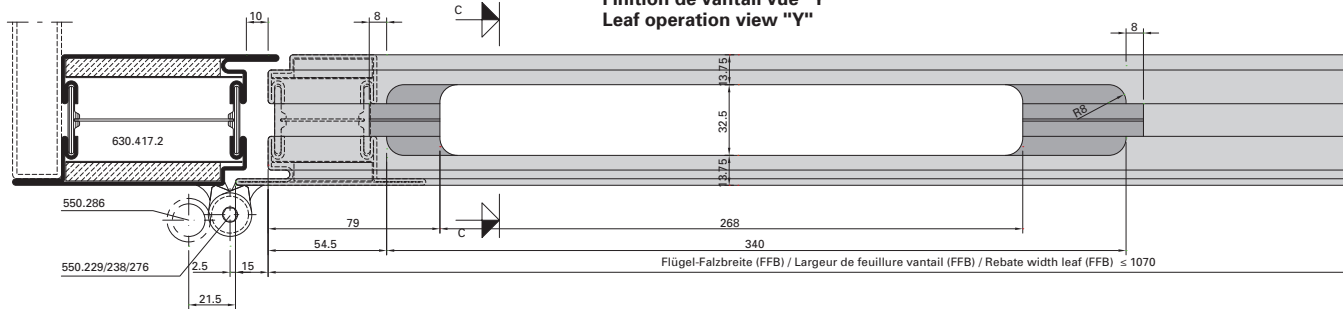 Finition de vantail vue "Y"
Leaf operation view "Y"
10
8
C
8
13.75
32.5
R8
630.417.2
13.75
550.286
79
C
268
54.5
340
550.229/238/276
2.5
15
Flügel-Falzbreite (FFB) / Largeur de feuillure vantail (FFB) / Rebate width leaf (FFB) ≤ 1070
21.5